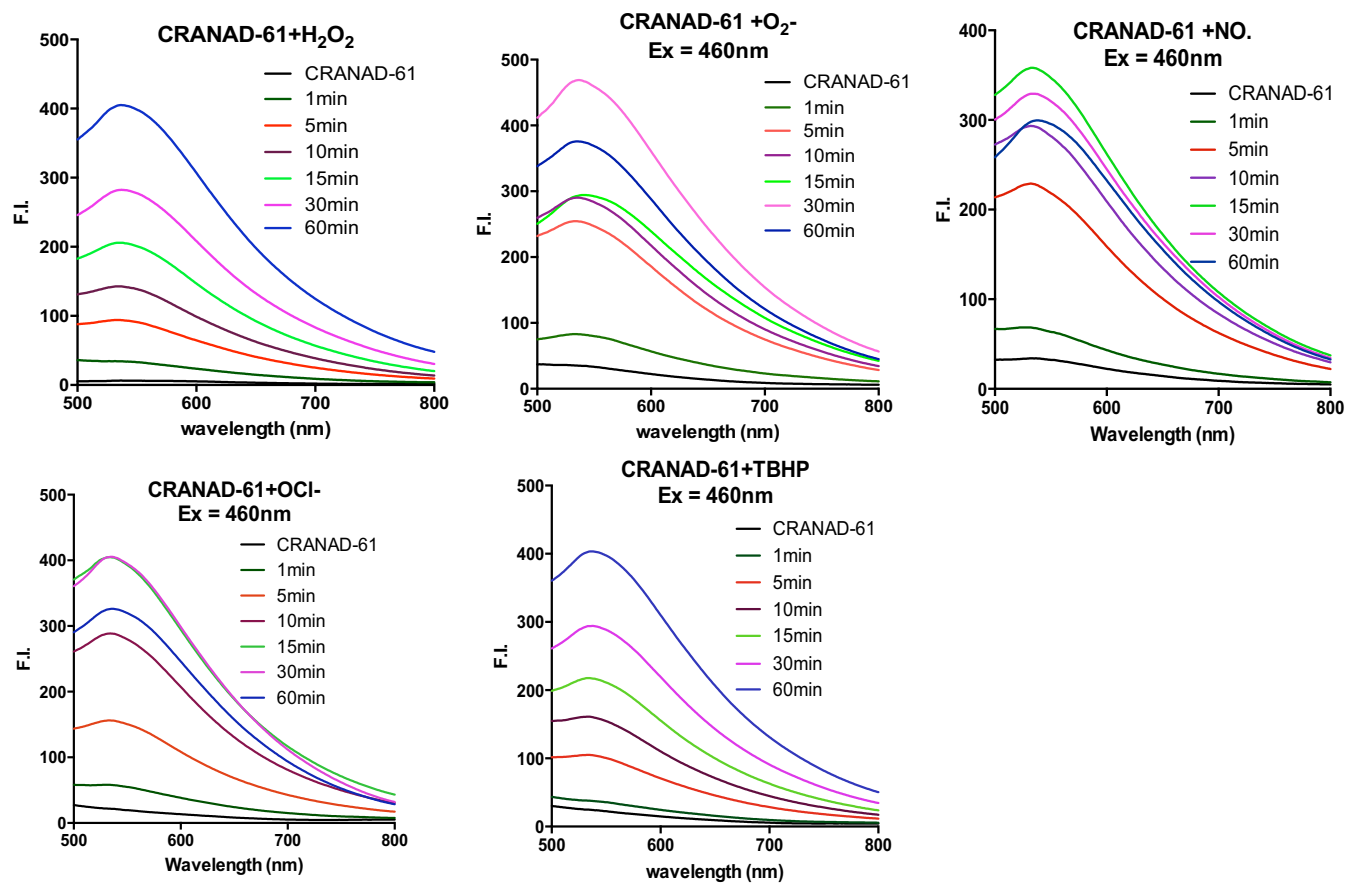 CRANAD-61+H₂O₂
500
400
300
200
100
0
F.I.
CRANAD-61
1min
5min
10min
15min
30min
60min
500 600 700 800
wavelength (nm)
CRANAD-61 +O₂-
Ex = 460nm
500
400
300
200
100
0
F.I.
CRANAD-61
1min
5min
10min
15min
30min
60min
500 600 700 800
wavelength (nm)
CRANAD-61 +NO.
Ex = 460nm
400
300
200
100
0
F.I.
CRANAD-61
1min
5min
10min
15min
30min
60min
500 600 700 800
Wavelength (nm)
CRANAD-61+OCl-
Ex = 460nm
500
400
300
200
100
0
F.I.
CRANAD-61
1min
5min
10min
15min
30min
60min
500 600 700 800
Wavelength (nm)
CRANAD-61+TBHP
Ex = 460nm
500
400
300
200
100
0
F.I.
CRANAD-61
1min
5min
10min
15min
30min
60min
500 600 700 800
wavelength (nm)